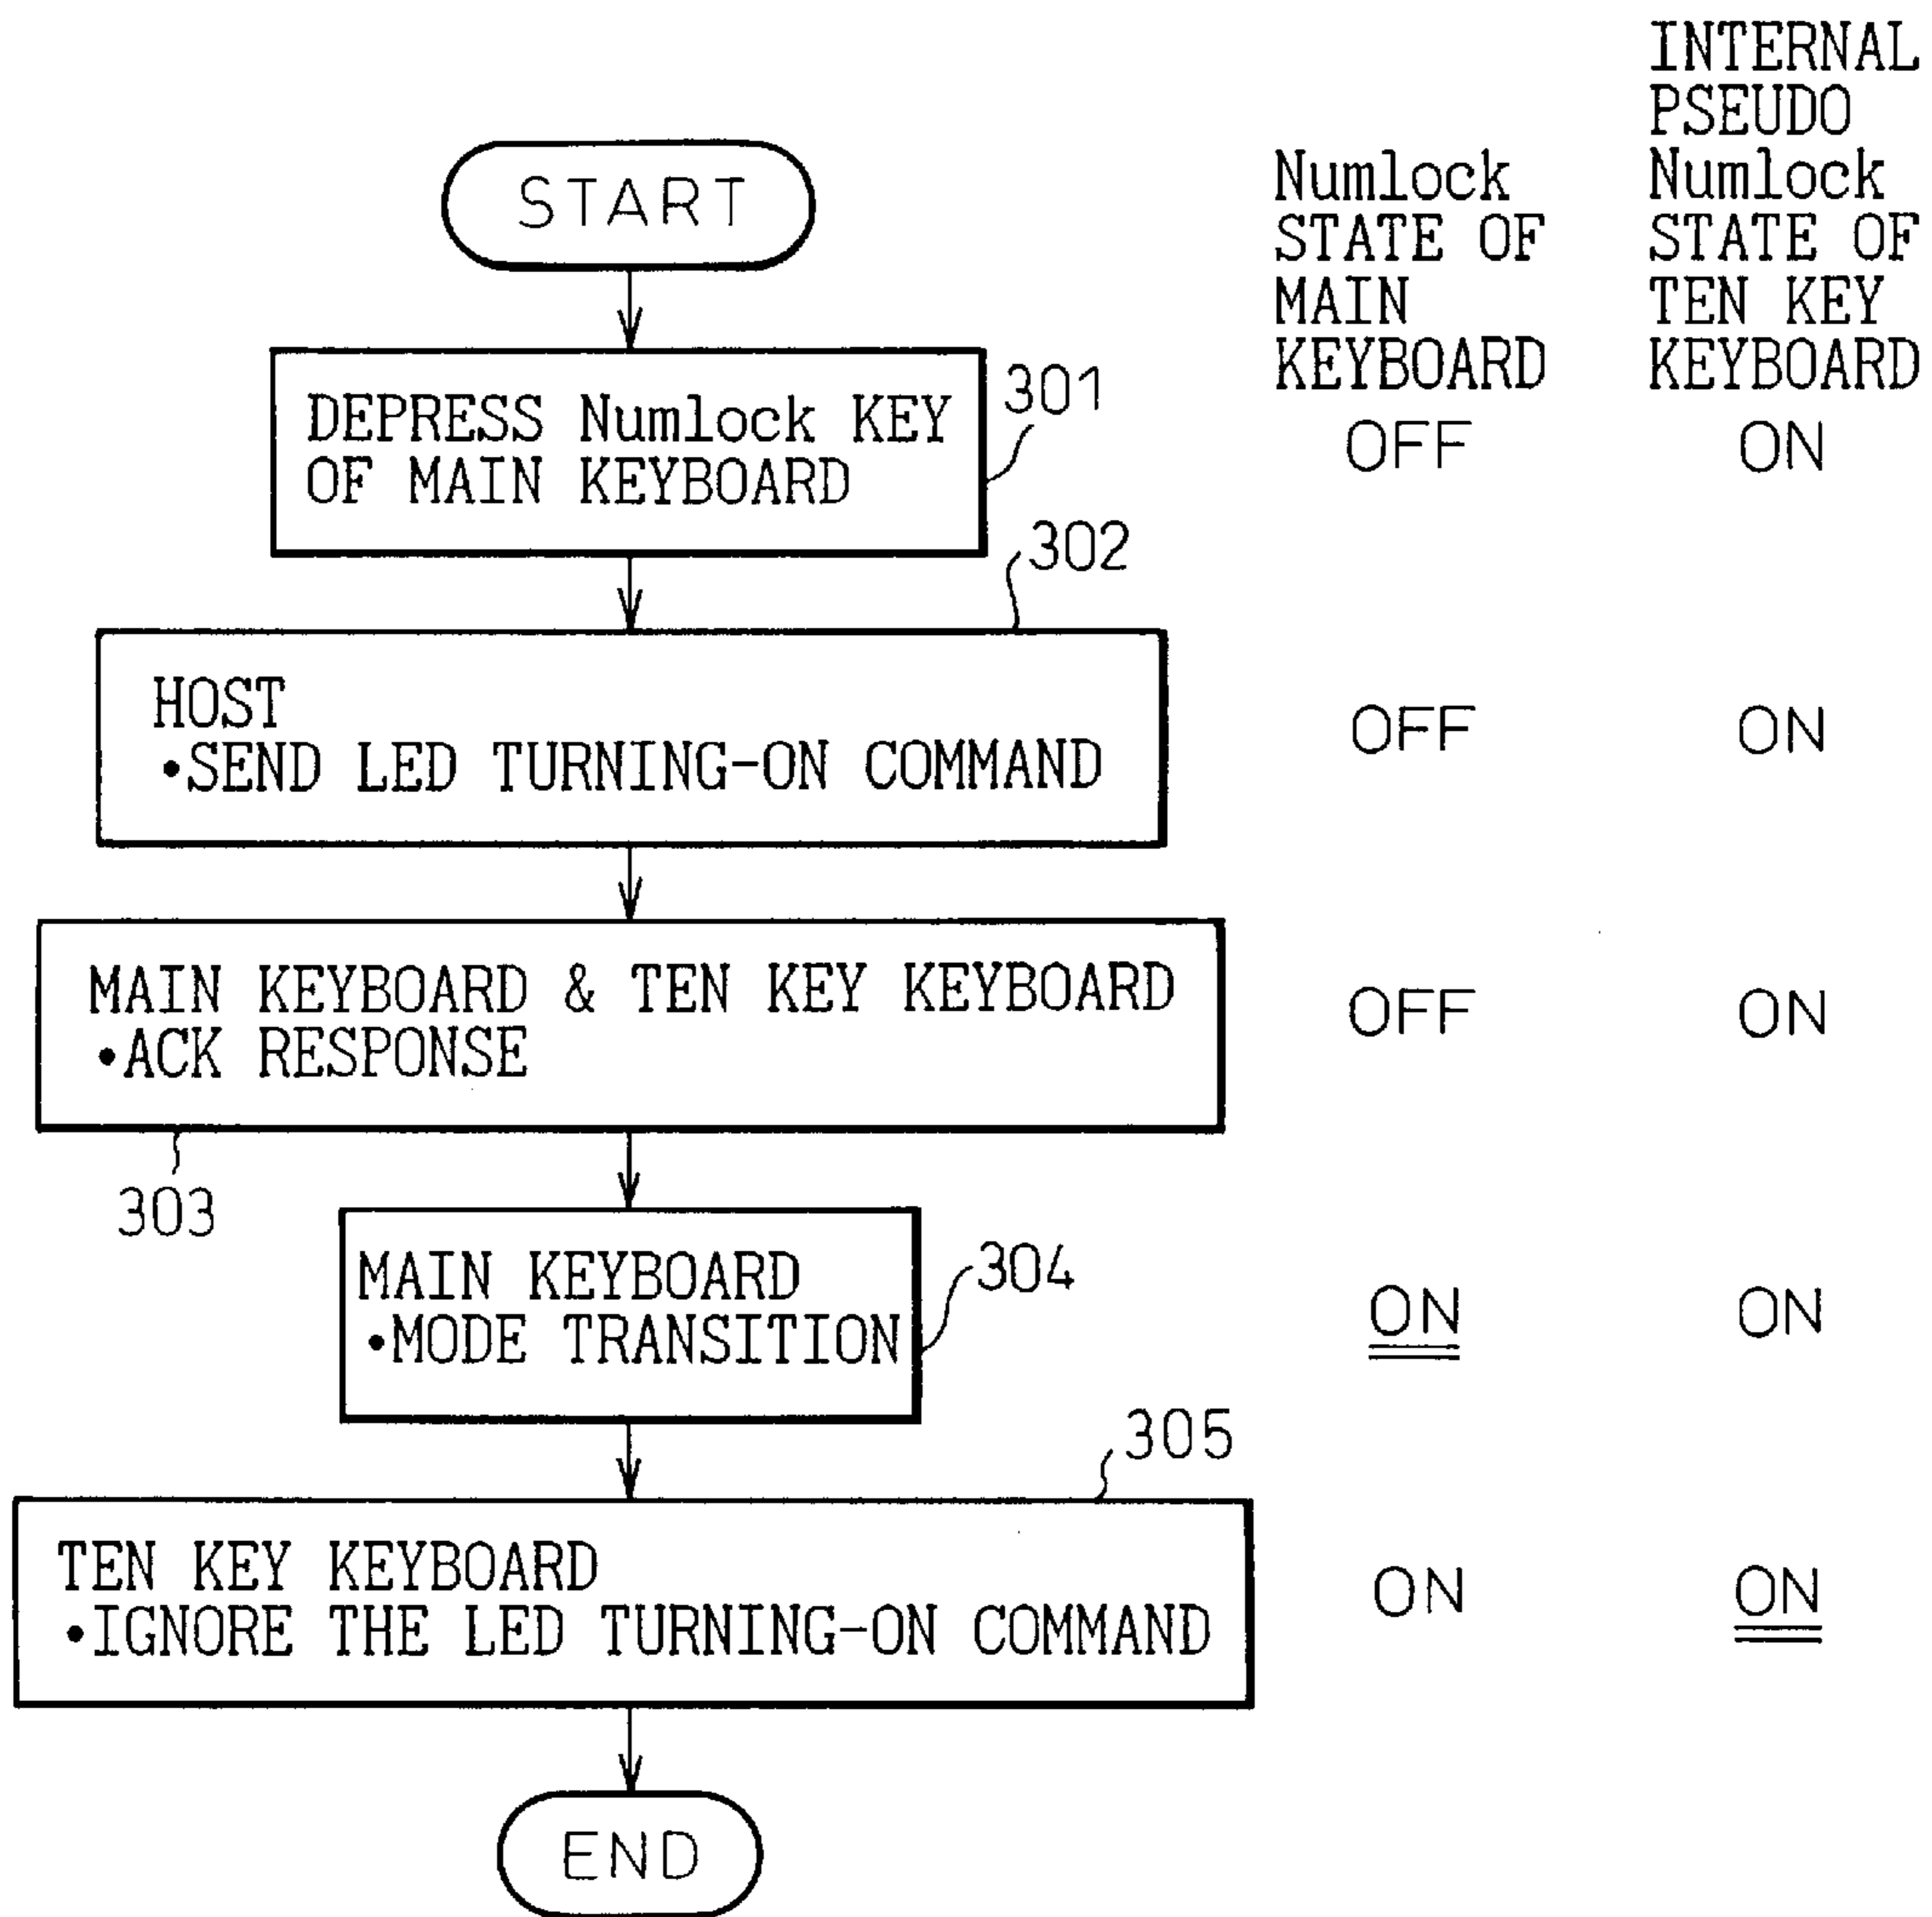 INTERNAL
PSEUDO
Numlock
STATE OF
TEN KEY
KEYBOARD
Numlock
STATE OF
MAIN
KEYBOARD
START
DEPRESS Numlock KEY
OF MAIN KEYBOARD
301
OFF
ON
302
HOST
•SEND LED TURNING-ON COMMAND
OFF
ON
MAIN KEYBOARD & TEN KEY KEYBOARD
•ACK RESPONSE
303
OFF
ON
MAIN KEYBOARD
•MODE TRANSITION
304
ON
ON
305
TEN KEY KEYBOARD
•IGNORE THE LED TURNING-ON COMMAND
ON
ON
END